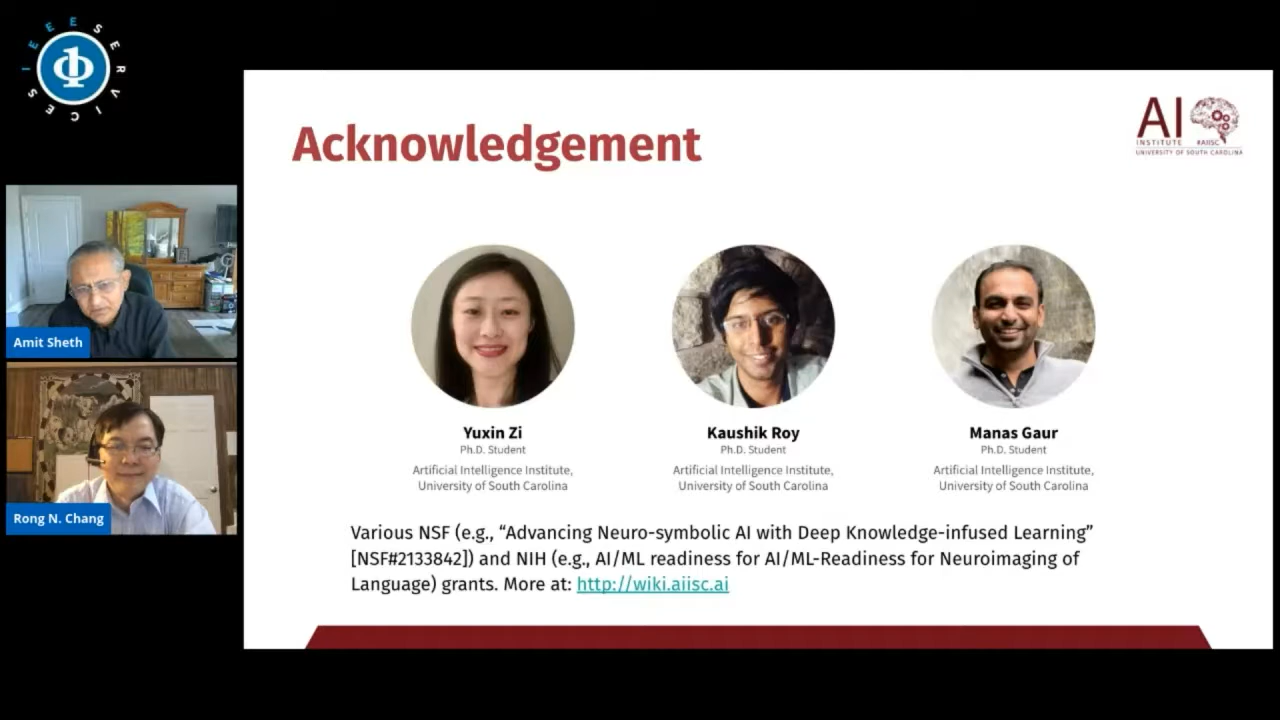 IEEE SERVICES
Acknowledgement
AI
INSTITUTE #AIISC
UNIVERSITY OF SOUTH CAROLINA
Amit Sheth
Rong N. Chang
Yuxin Zi
Ph.D. Student
Artificial Intelligence Institute,
University of South Carolina
Kaushik Roy
Ph.D. Student
Artificial Intelligence Institute,
University of South Carolina
Manas Gaur
Ph.D. Student
Artificial Intelligence Institute,
University of South Carolina
Various NSF (e.g., “Advancing Neuro-symbolic AI with Deep Knowledge-infused Learning”
[NSF#2133842]) and NIH (e.g., AI/ML readiness for AI/ML-Readiness for Neuroimaging of
Language) grants. More at: http://wiki.aiisc.ai